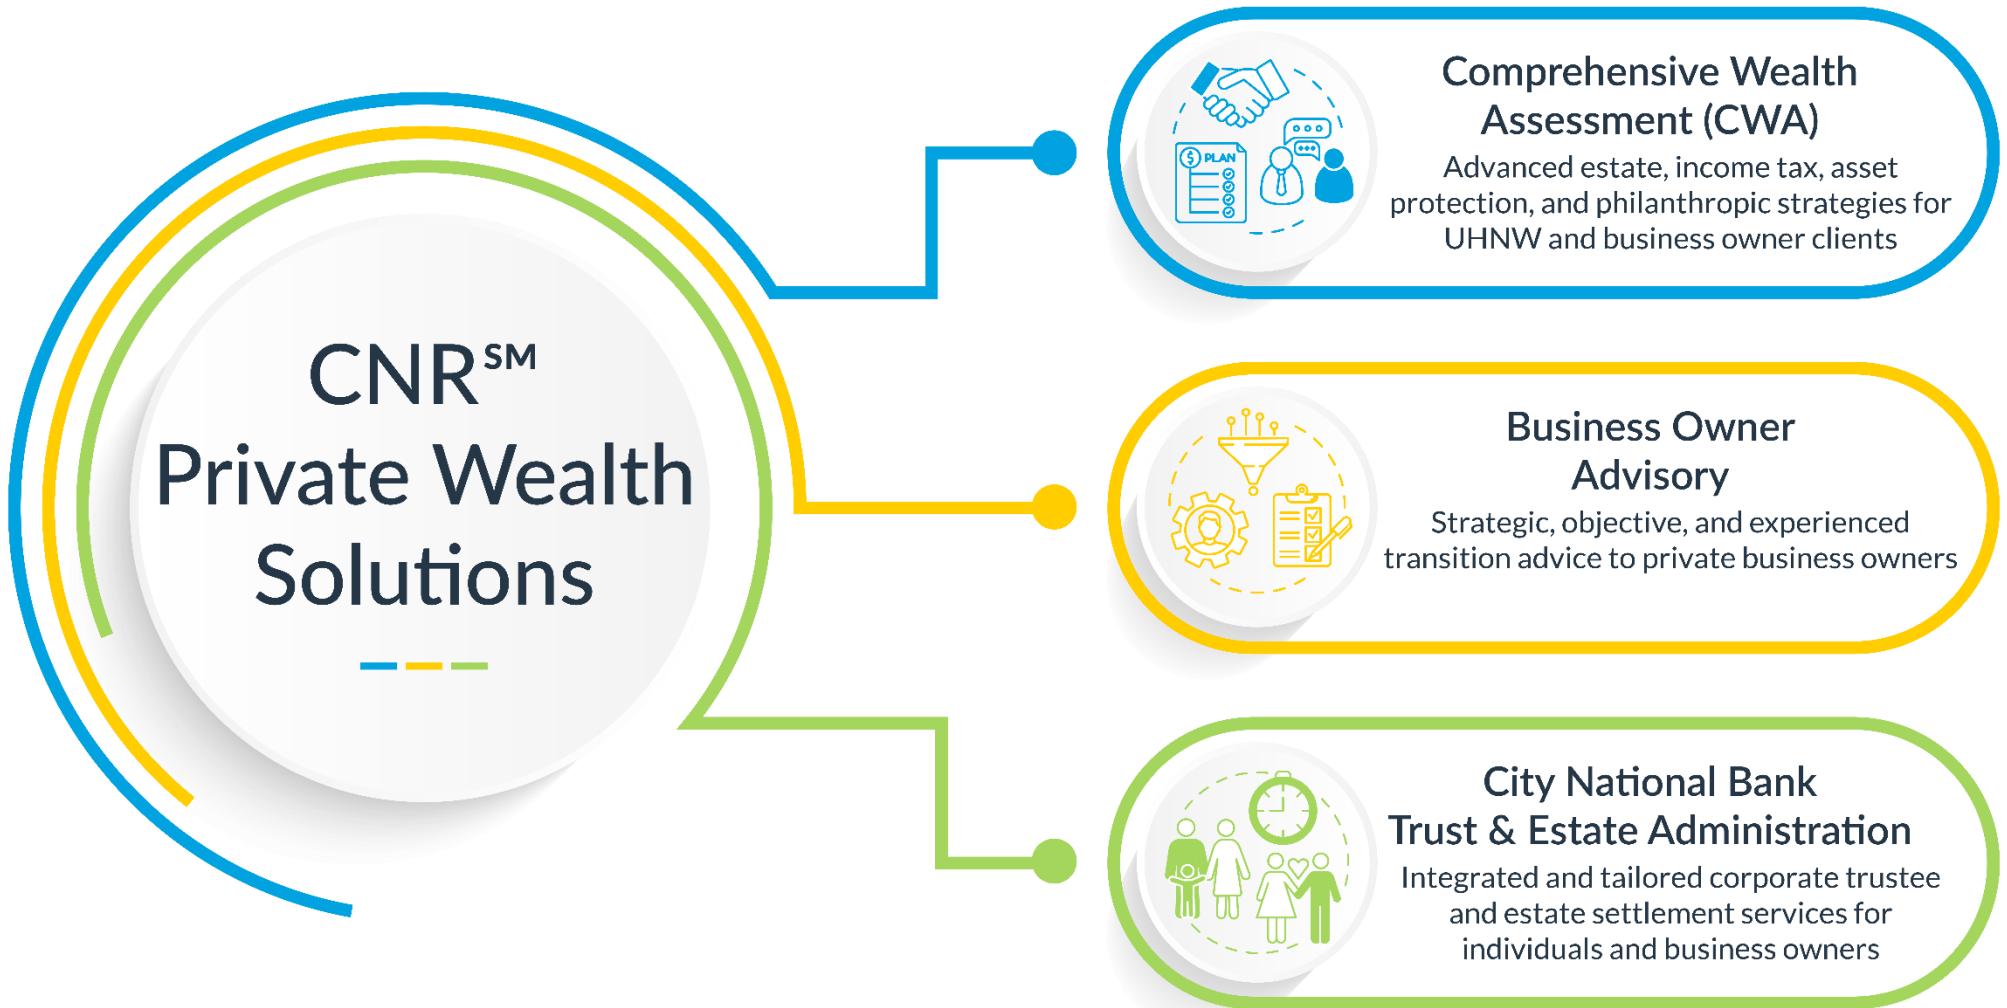 CNR℠
Private Wealth
Solutions
Comprehensive Wealth
Assessment (CWA)
Advanced estate, income tax, asset
protection, and philanthropic strategies for
UHNW and business owner clients
$ PLAN
Business Owner
Advisory
Strategic, objective, and experienced
transition advice to private business owners
City National Bank
Trust & Estate Administration
Integrated and tailored corporate trustee
and estate settlement services for
individuals and business owners